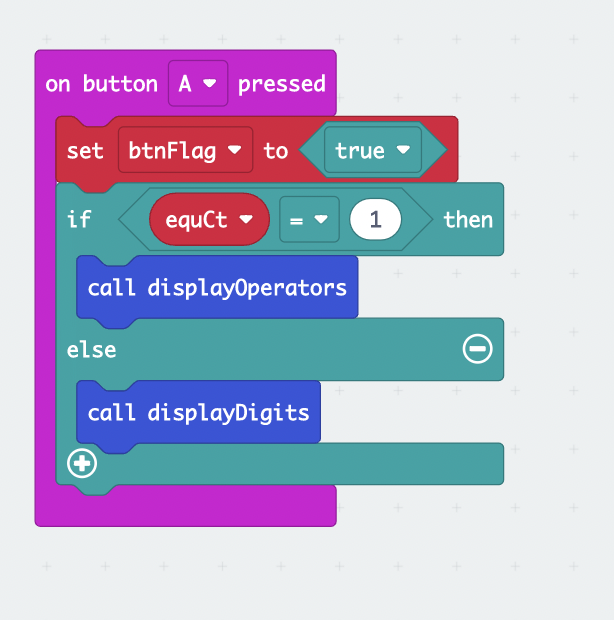 on button A pressed
set btnFlag to true
if equCt = 1 then
call displayOperators
else
call displayDigits